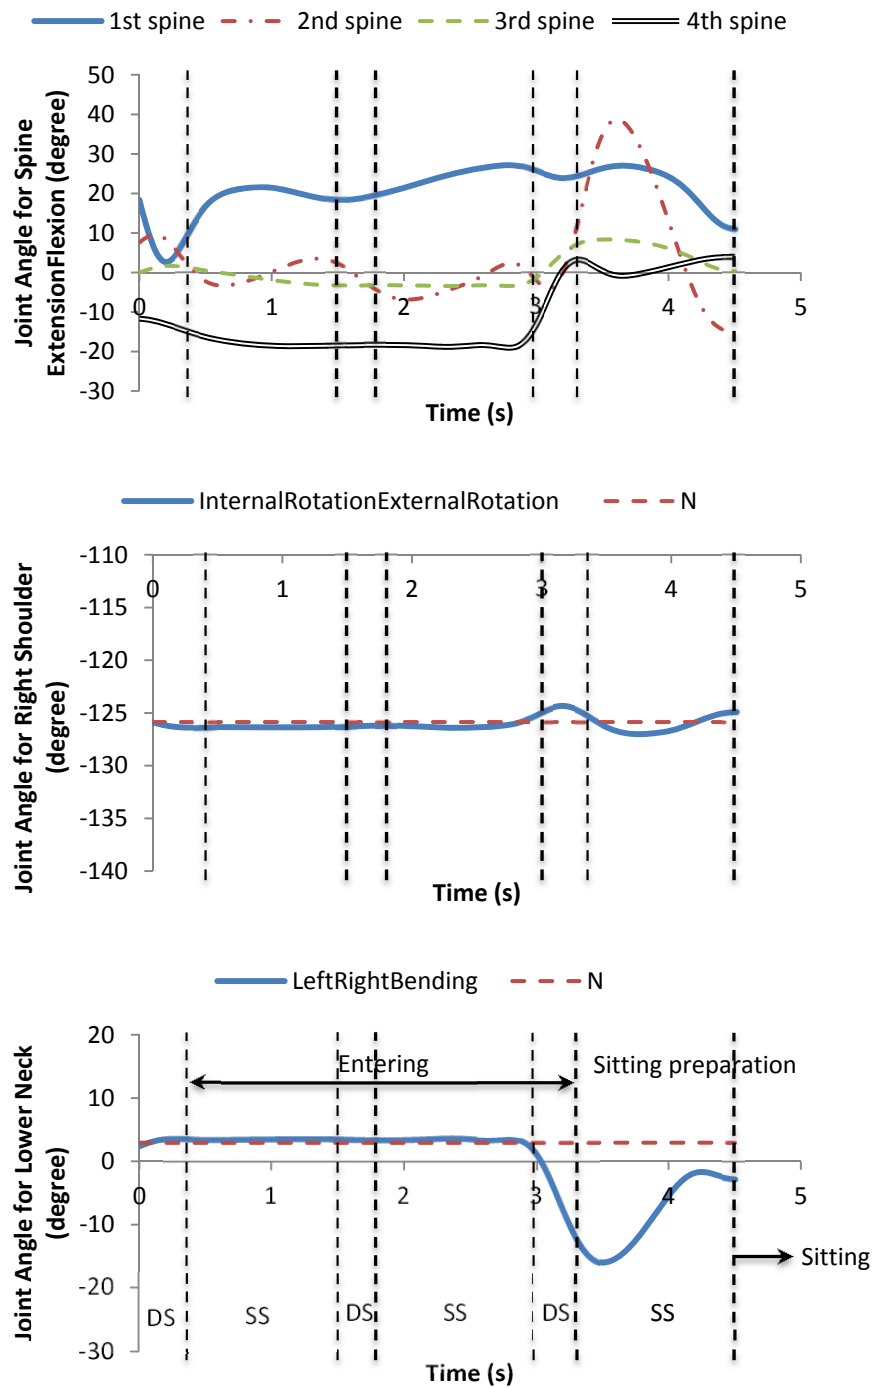 1st spine 2nd spine 3rd spine 4th spine
Joint Angle for Spine
ExtensionFlexion (degree)
50
40
30
20
10
0
-10
-20
-30
0 1 2 3 4 5
Time (s)
InternalRotationExternalRotation N
Joint Angle for Right Shoulder
(degree)
-110
-115
-120
-125
-130
-135
-140
0 1 2 3 4 5
Time (s)
LeftRightBending N
Joint Angle for Lower Neck
(degree)
20
10
0
-10
-20
-30
Entering Sitting preparation
0 1 2 3 4 5
Sitting
DS SS DS SS DS SS
Time (s)